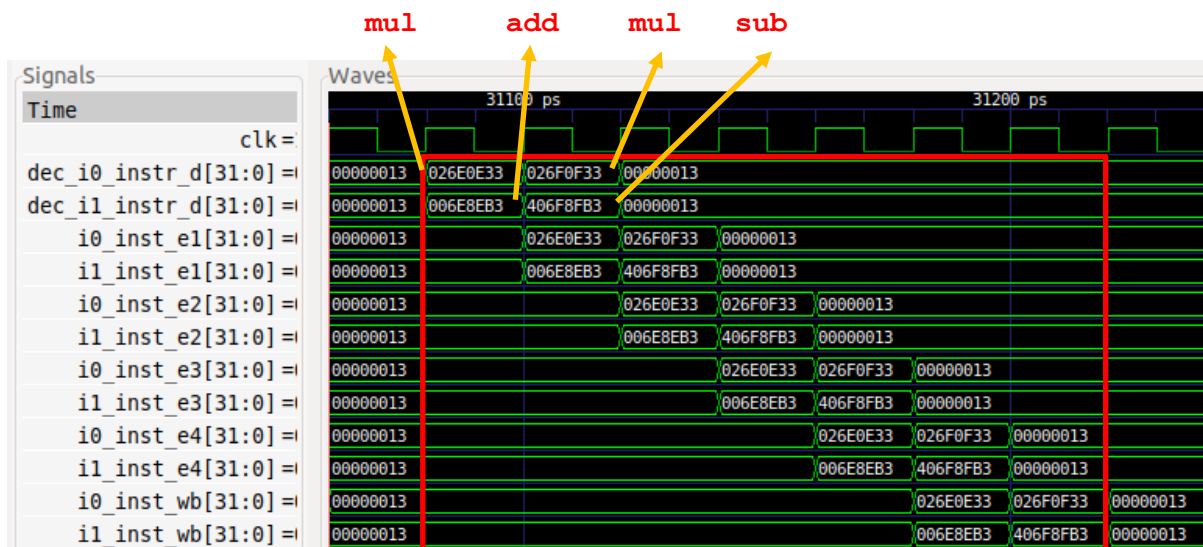 mul add mul sub
Signals Waves
Time 31100 ps 31200 ps
clk =
dec_i0_instr_d[31:0] = 00000013 026E0E33 026F0F33 00000013
dec_i1_instr_d[31:0] = 00000013 006E8EB3 406F8FB3 00000013
i0_inst_e1[31:0] = 00000013 026E0E33 026F0F33 00000013
i1_inst_e1[31:0] = 00000013 006E8EB3 406F8FB3 00000013
i0_inst_e2[31:0] = 00000013 026E0E33 026F0F33 00000013
i1_inst_e2[31:0] = 00000013 006E8EB3 406F8FB3 00000013
i0_inst_e3[31:0] = 00000013 026E0E33 026F0F33 00000013
i1_inst_e3[31:0] = 00000013 006E8EB3 406F8FB3 00000013
i0_inst_e4[31:0] = 00000013 026E0E33 026F0F33 00000013
i1_inst_e4[31:0] = 00000013 006E8EB3 406F8FB3 00000013
i0_inst_wb[31:0] = 00000013 026E0E33 026F0F33 00000013
i1_inst_wb[31:0] = 00000013 006E8EB3 406F8FB3 00000013